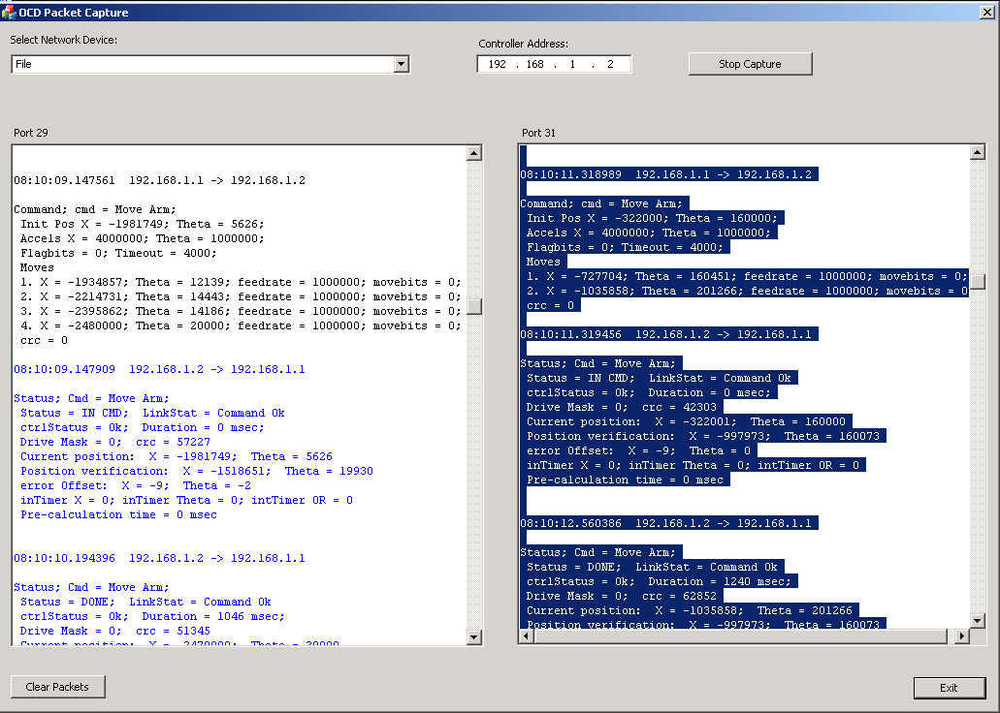 OCD Packet Capture
Select Network Device:
File
Controller Address:
192 . 168 . 1 . 2
Stop Capture
Port 29
08:10:09.147561 192.168.1.1 -> 192.168.1.2
Command; cmd = Move Arm;
Init Pos X = -1981749; Theta = 5626;
Accels X = 4000000; Theta = 1000000;
Flagbits = 0; Timeout = 4000;
Moves
1. X = -1934857; Theta = 12139; feedrate = 1000000; movebits = 0;
2. X = -2214731; Theta = 14443; feedrate = 1000000; movebits = 0;
3. X = -2395862; Theta = 14186; feedrate = 1000000; movebits = 0;
4. X = -2480000; Theta = 20000; feedrate = 1000000; movebits = 0;
crc = 0
08:10:09.147909 192.168.1.2 -> 192.168.1.1
Status; Cmd = Move Arm;
Status = IN CMD; LinkStat = Command Ok
ctrlStatus = Ok; Duration = 0 msec;
Drive Mask = 0; crc = 57227
Current position: X = -1981749; Theta = 5626
Position verification: X = -1518651; Theta = 19930
error Offset: X = -9; Theta = -2
inTimer X = 0; inTimer Theta = 0; intTimer OR = 0
Pre-calculation time = 0 msec
08:10:10.194396 192.168.1.2 -> 192.168.1.1
Status; Cmd = Move Arm;
Status = DONE; LinkStat = Command Ok
ctrlStatus = Ok; Duration = 1046 msec;
Drive Mask = 0; crc = 51345
Current position: X = Theta =
Port 31
08:10:11.318989 192.168.1.1 -> 192.168.1.2
Command; cmd = Move Arm;
Init Pos X = -322000; Theta = 160000;
Accels X = 4000000; Theta = 1000000;
Flagbits = 0; Timeout = 4000;
Moves
1. X = -727704; Theta = 160451; feedrate = 1000000; movebits = 0;
2. X = -1035858; Theta = 201266; feedrate = 1000000; movebits = 0
crc = 0
08:10:11.319456 192.168.1.2 -> 192.168.1.1
Status; Cmd = Move Arm;
Status = IN CMD; LinkStat = Command Ok
ctrlStatus = Ok; Duration = 0 msec;
Drive Mask = 0; crc = 42303
Current position: X = -322001; Theta = 160000
Position verification: X = -997973; Theta = 160073
error Offset: X = -9; Theta = 0
inTimer X = 0; inTimer Theta = 0; intTimer OR = 0
Pre-calculation time = 0 msec
08:10:12.560386 192.168.1.2 -> 192.168.1.1
Status; Cmd = Move Arm;
Status = DONE; LinkStat = Command Ok
ctrlStatus = Ok; Duration = 1240 msec;
Drive Mask = 0; crc = 62852
Current position: X = -1035858; Theta = 201266
Position verification: X = -997973; Theta = 160073
Clear Packets
Exit